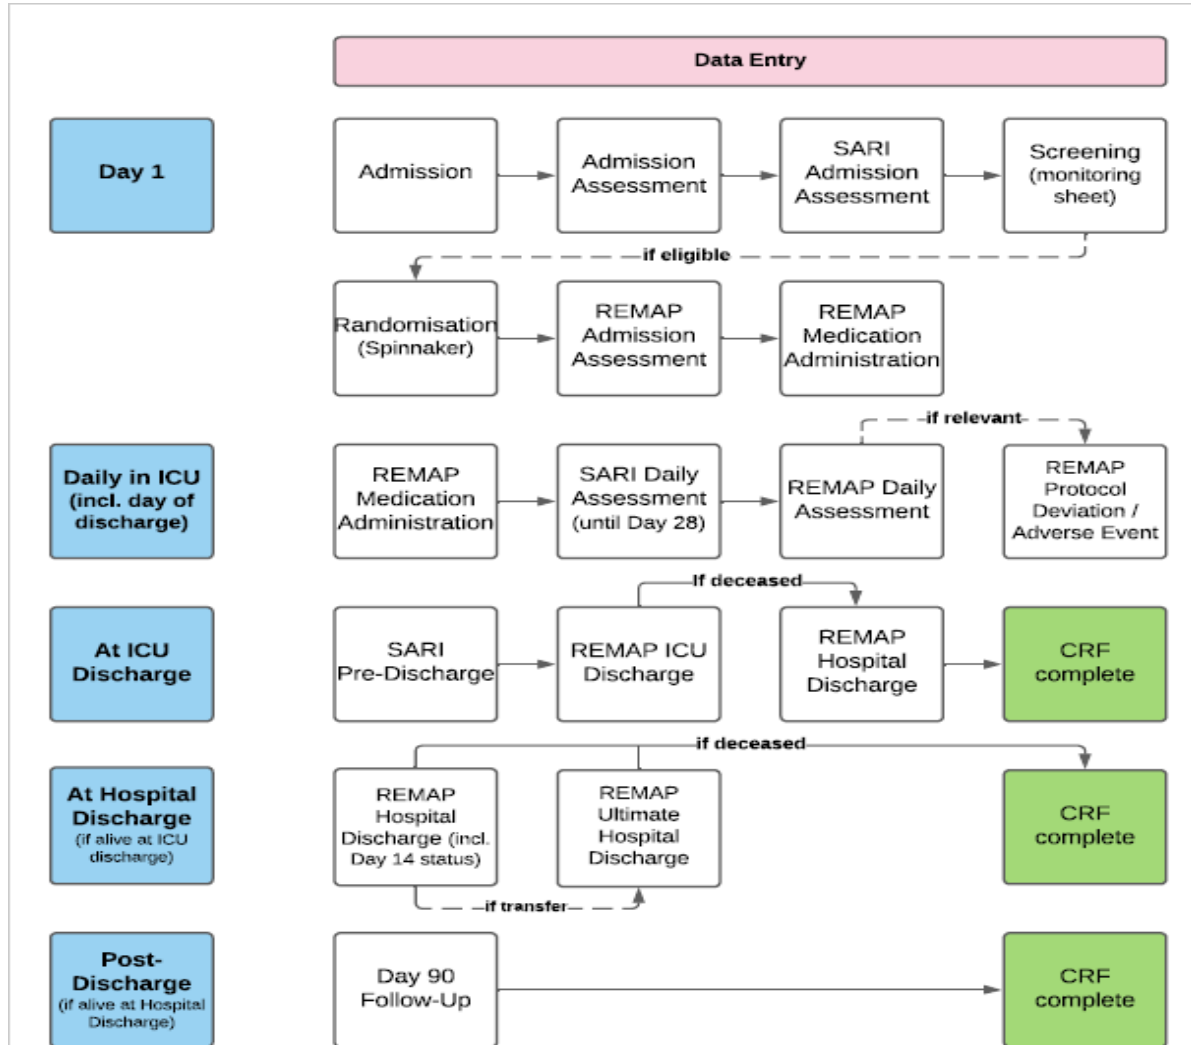 Data Entry
Day 1
Admission
Admission
Assessment
SARI
Admission
Assessment
Screening
(monitoring
sheet)
if eligible
Randomisation
(Spinnaker)
REMAP
Admission
Assessment
REMAP
Medication
Administration
if relevant
Daily in ICU
(incl. day of
discharge)
REMAP
Medication
Administration
SARI Daily
Assessment
(until Day 28)
REMAP Daily
Assessment
REMAP
Protocol
Deviation /
Adverse Event
If deceased
At ICU
Discharge
SARI
Pre-Discharge
REMAP ICU
Discharge
REMAP
Hospital
Discharge
CRF
complete
if deceased
At Hospital
Discharge
(if alive at ICU
discharge)
REMAP
Hospital
Discharge (incl.
Day 14 status)
REMAP
Ultimate
Hospital
Discharge
CRF
complete
if transfer
Post-
Discharge
(if alive at Hospital
Discharge)
Day 90
Follow-Up
CRF
complete